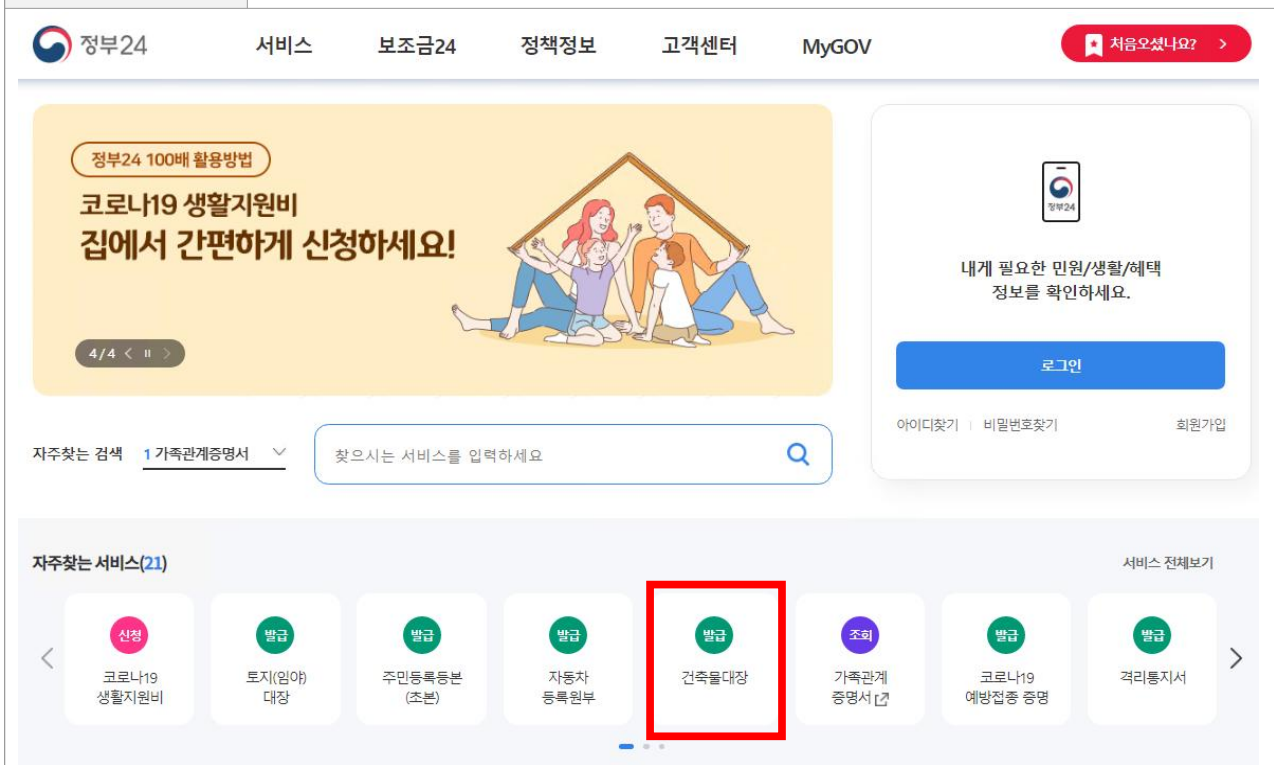 정부24
서비스
보조금24
정책정보
고객센터
MyGOV
처음오셨나요?
정부24 100배 활용방법
코로나19 생활지원비
집에서 간편하게 신청하세요!
4/4
정부24
내게 필요한 민원/생활/혜택
정보를 확인하세요.
로그인
아이디찾기
비밀번호찾기
회원가입
자주찾는 검색
1 가족관계증명서
찾으시는 서비스를 입력하세요
자주찾는 서비스(21)
서비스 전체보기
신청
코로나19
생활지원비
발급
토지(임야)
대장
발급
주민등록등본
(초본)
발급
자동차
등록원부
발급
건축물대장
조회
가족관계
증명서
발급
코로나19
예방접종 증명
발급
격리통지서